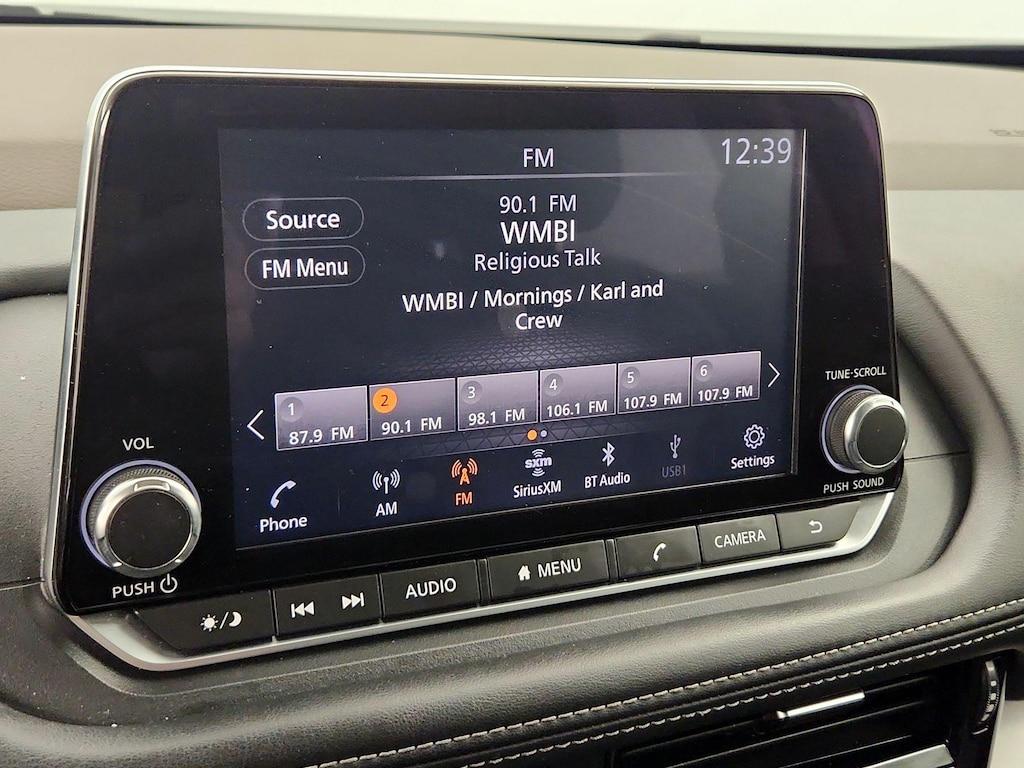 FM
12:39
Source
FM Menu
90.1 FM
WMBI
Religious Talk
WMBI / Mornings / Karl and
Crew
1
87.9 FM
2
90.1 FM
3
98.1 FM
4
106.1 FM
5
107.9 FM
6
107.9 FM
Phone
AM
FM
sxm
SiriusXM
BT Audio
USB1
Settings
VOL
PUSH
TUNE·SCROLL
PUSH SOUND
AUDIO
MENU
CAMERA